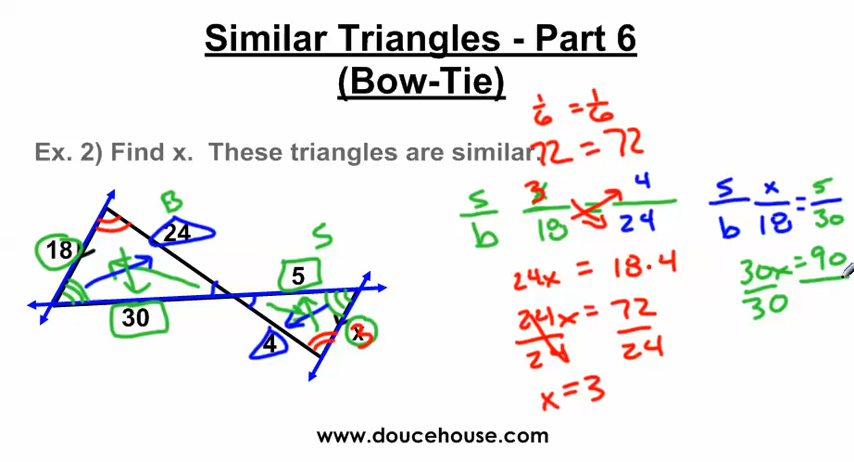 Similar Triangles - Part 6
(Bow-Tie)
Ex. 2) Find x. These triangles are similar.
1/6 = 1/6
72 = 72
s/b 3/18 = 4/24
24x = 18·4
24x/24 = 72/24
x = 3
s/b x/18 = 5/30
30x/30 = 90
B
24
18
30
S
5
4
3
www.doucehouse.com